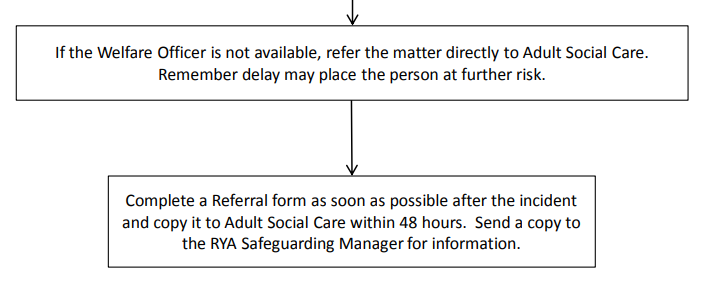 If the Welfare Officer is not available, refer the matter directly to Adult Social Care.
Remember delay may place the person at further risk.
Complete a Referral form as soon as possible after the incident
and copy it to Adult Social Care within 48 hours.  Send a copy to
the RYA Safeguarding Manager for information.